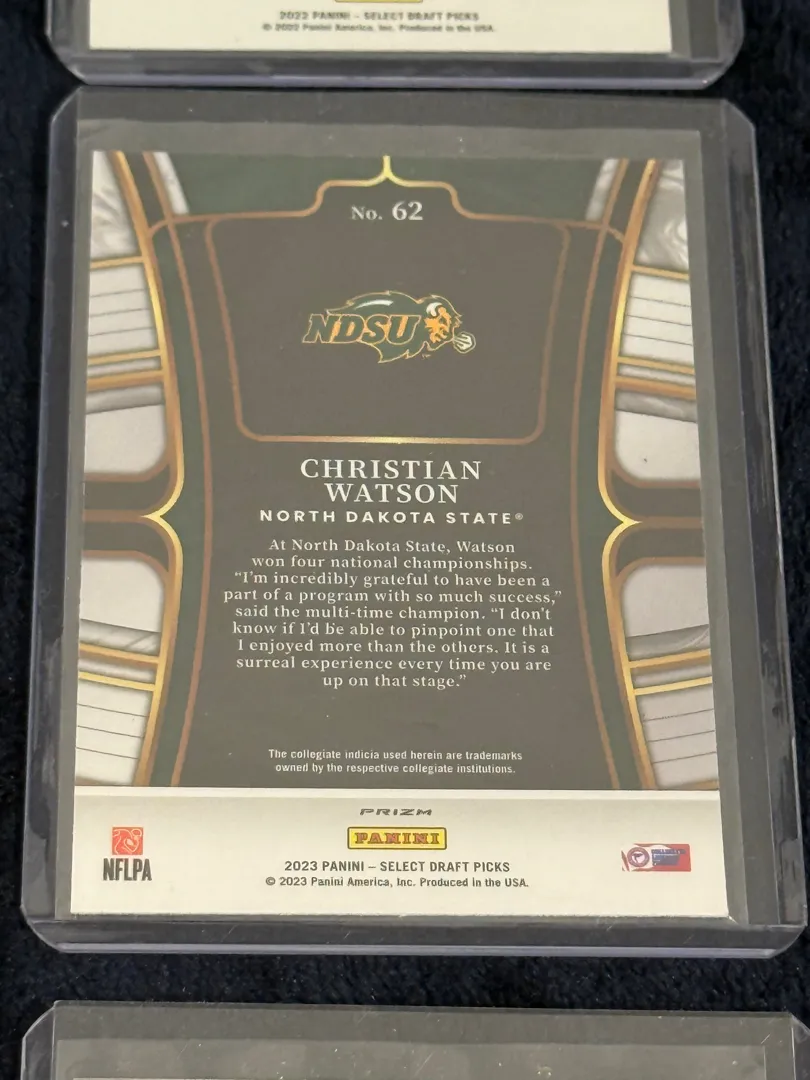 2023 PANINI – SELECT DRAFT PICKS
© 2023 Panini America, Inc. Produced in the USA.
No. 62
NDSU
CHRISTIAN
WATSON
NORTH DAKOTA STATE®
At North Dakota State, Watson
won four national championships.
"I'm incredibly grateful to have been a
part of a program with so much success,"
said the multi-time champion. "I don't
know if I'd be able to pinpoint one that
I enjoyed more than the others. It is a
surreal experience every time you are
up on that stage."
The collegiate indicia used herein are trademarks
owned by the respective collegiate institutions.
PRIZM
PANINI
NFLPA
2023 PANINI – SELECT DRAFT PICKS
© 2023 Panini America, Inc. Produced in the USA.